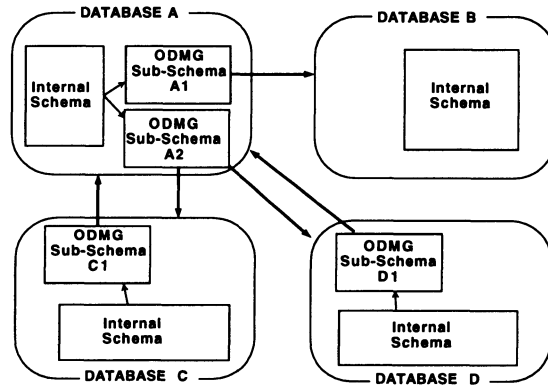 DATABASE A
Internal
Schema
ODMG
Sub-Schema
A1
ODMG
Sub-Schema
A2
DATABASE B
Internal
Schema
ODMG
Sub-Schema
C1
Internal
Schema
DATABASE C
ODMG
Sub-Schema
D1
Internal
Schema
DATABASE D